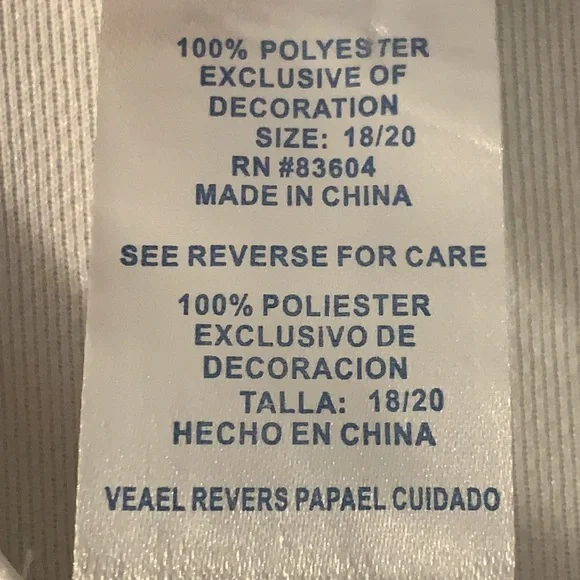 100% POLYESTER
EXCLUSIVE OF
DECORATION
SIZE: 18/20
RN #83604
MADE IN CHINA
SEE REVERSE FOR CARE
100% POLIESTER
EXCLUSIVO DE
DECORACION
TALLA: 18/20
HECHO EN CHINA
VEAEL REVERS PAPAEL CUIDADO